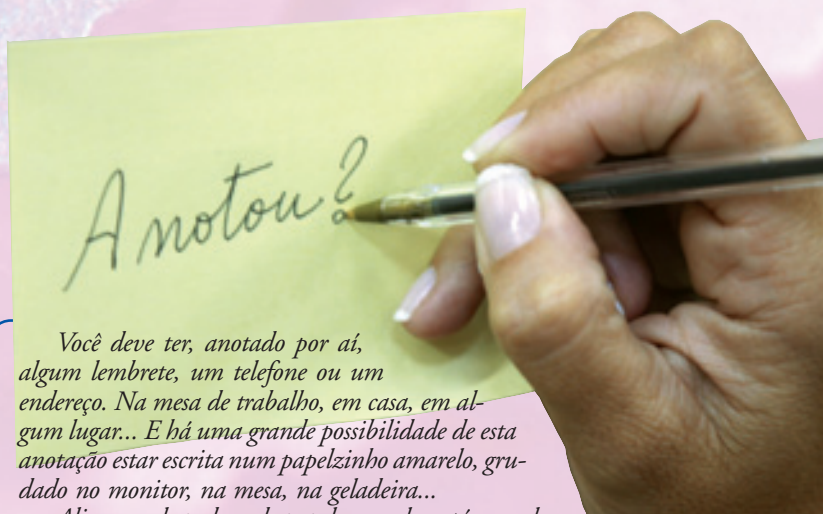 Anotou?
Você deve ter, anotado por aí,
algum lembrete, um telefone ou um
endereço. Na mesa de trabalho, em casa, em al-
gum lugar... E há uma grande possibilidade de esta
anotação estar escrita num papelzinho amarelo, gru-
dado no monitor, na mesa, na geladeira...